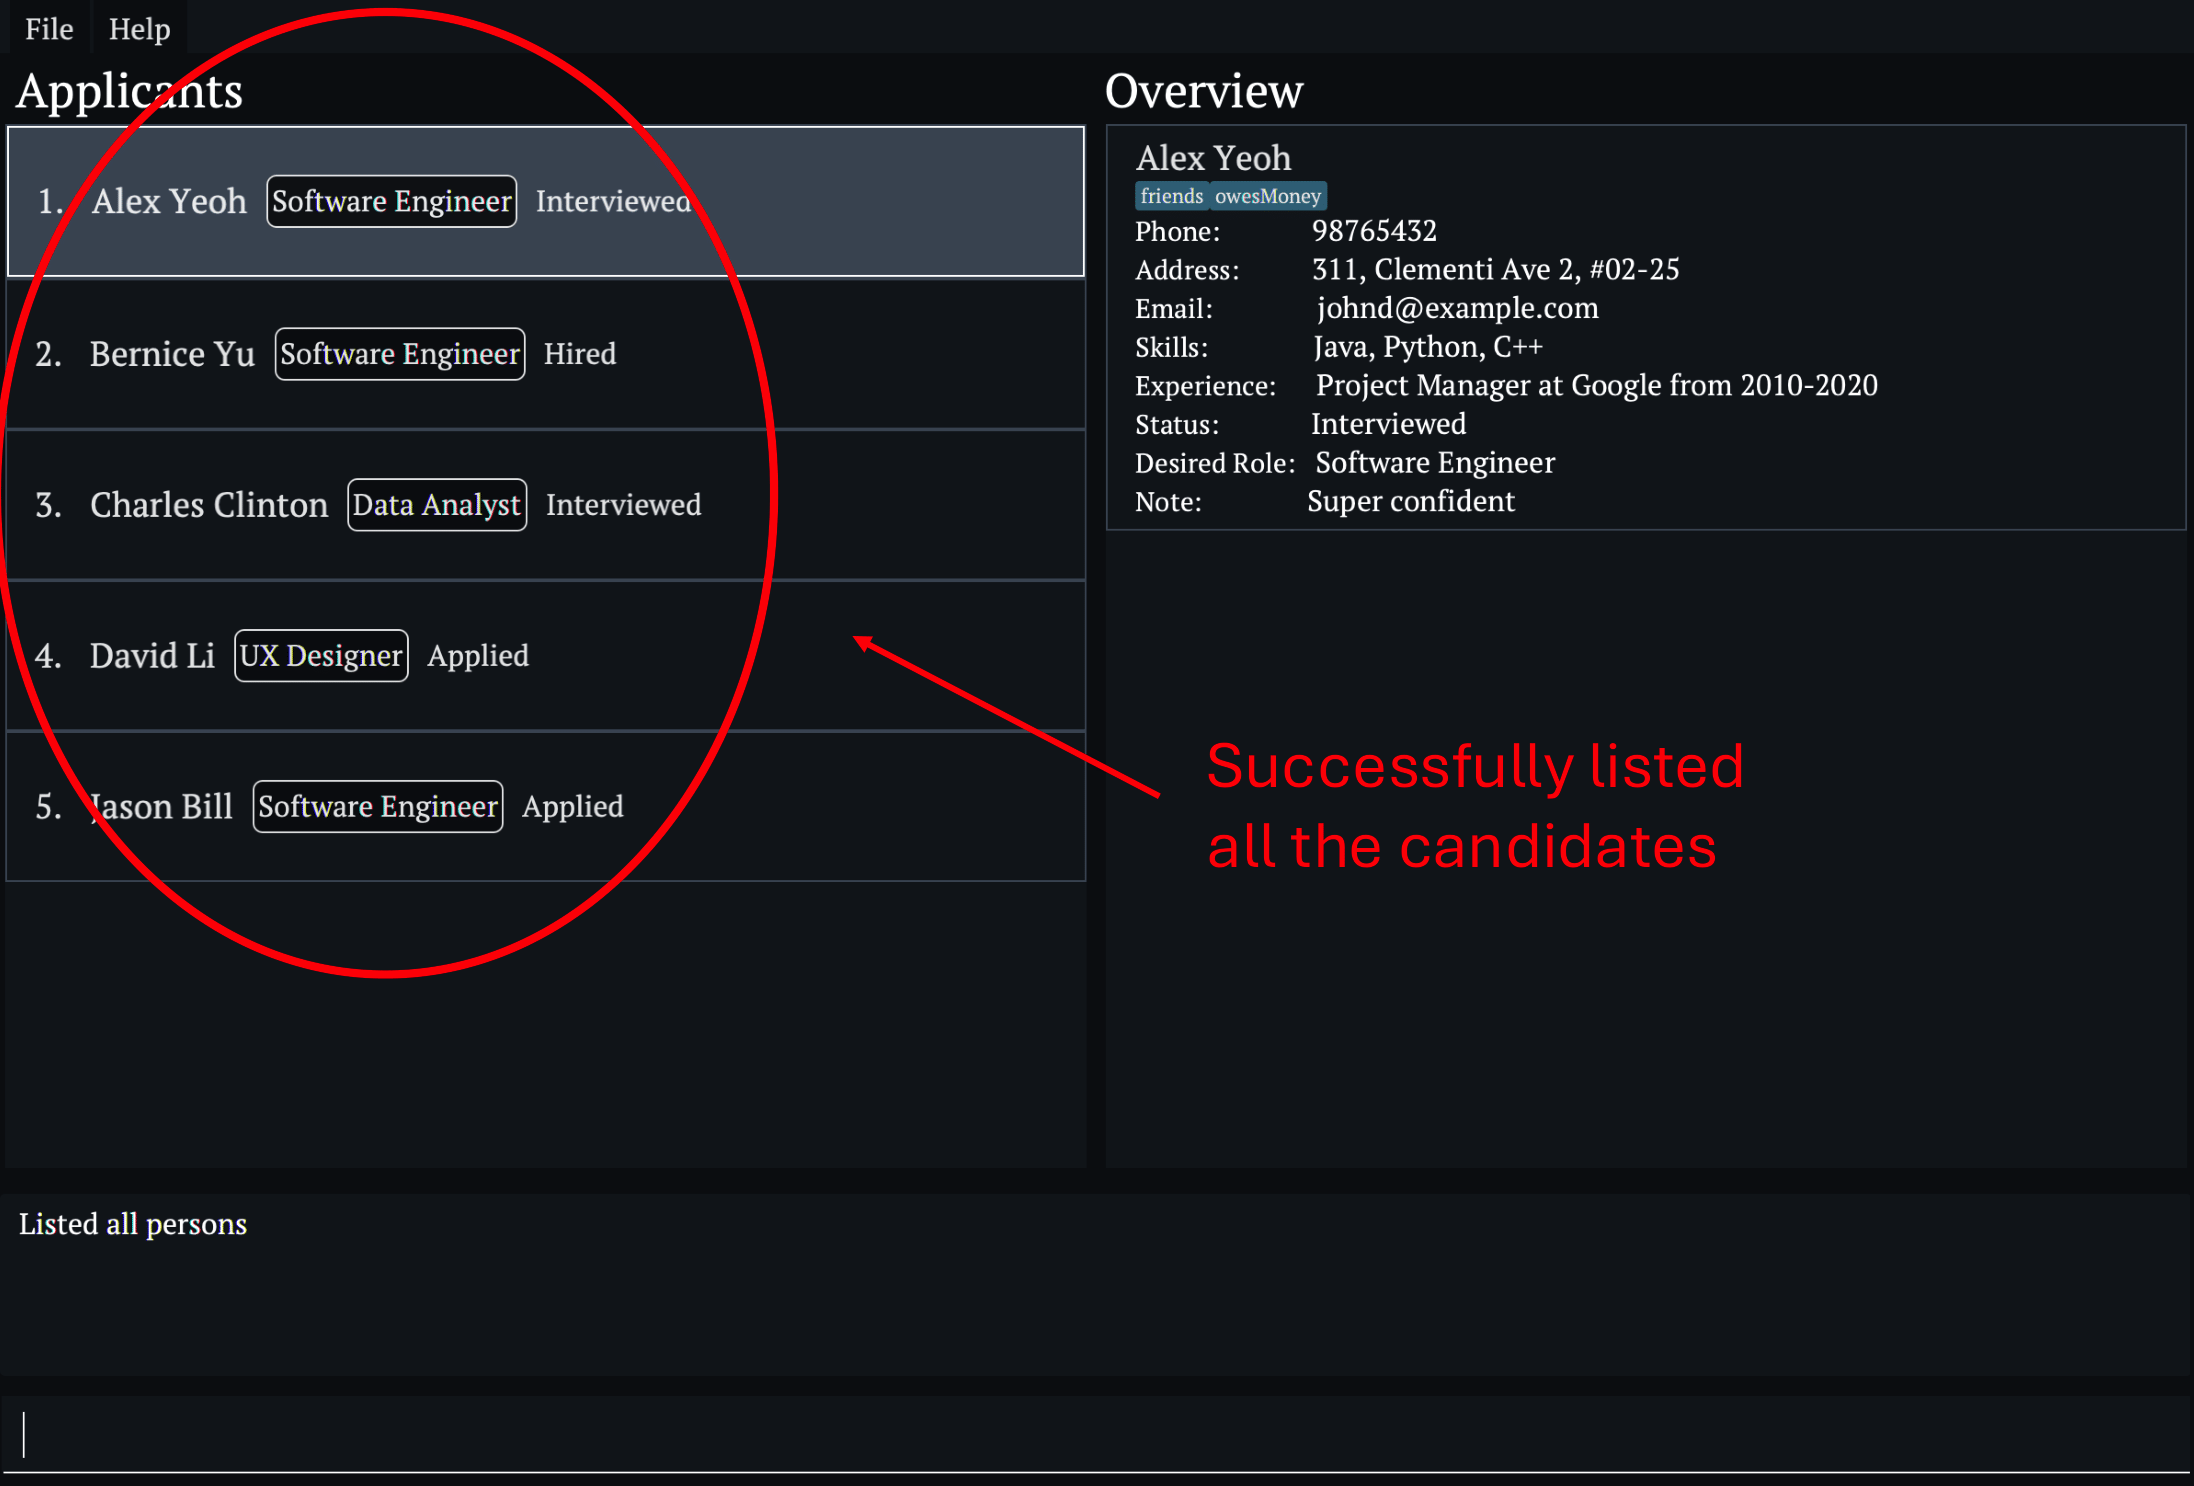 File Help
Applicants
1. Alex Yeoh Software Engineer Interviewed
2. Bernice Yu Software Engineer Hired
3. Charles Clinton Data Analyst Interviewed
4. David Li UX Designer Applied
5. Jason Bill Software Engineer Applied
Overview
Alex Yeoh
friends owesMoney
Phone: 98765432
Address: 311, Clementi Ave 2, #02-25
Email: johnd@example.com
Skills: Java, Python, C++
Experience: Project Manager at Google from 2010-2020
Status: Interviewed
Desired Role: Software Engineer
Note: Super confident
Successfully listed
all the candidates
Listed all persons